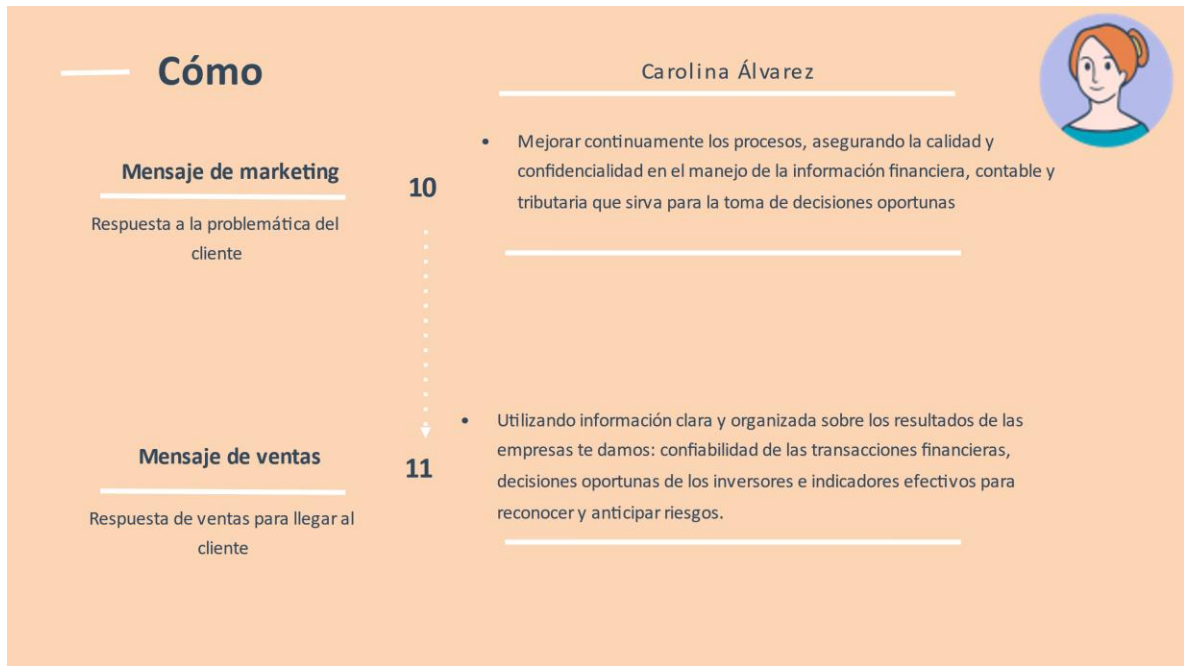 Cómo
Carolina Álvarez
Mensaje de marketing
Respuesta a la problemática del
cliente
10
• Mejorar continuamente los procesos, asegurando la calidad y
confidencialidad en el manejo de la información financiera, contable y
tributaria que sirva para la toma de decisiones oportunas
Mensaje de ventas
Respuesta de ventas para llegar al
cliente
11
• Utilizando información clara y organizada sobre los resultados de las
empresas te damos: confiabilidad de las transacciones financieras,
decisiones oportunas de los inversores e indicadores efectivos para
reconocer y anticipar riesgos.